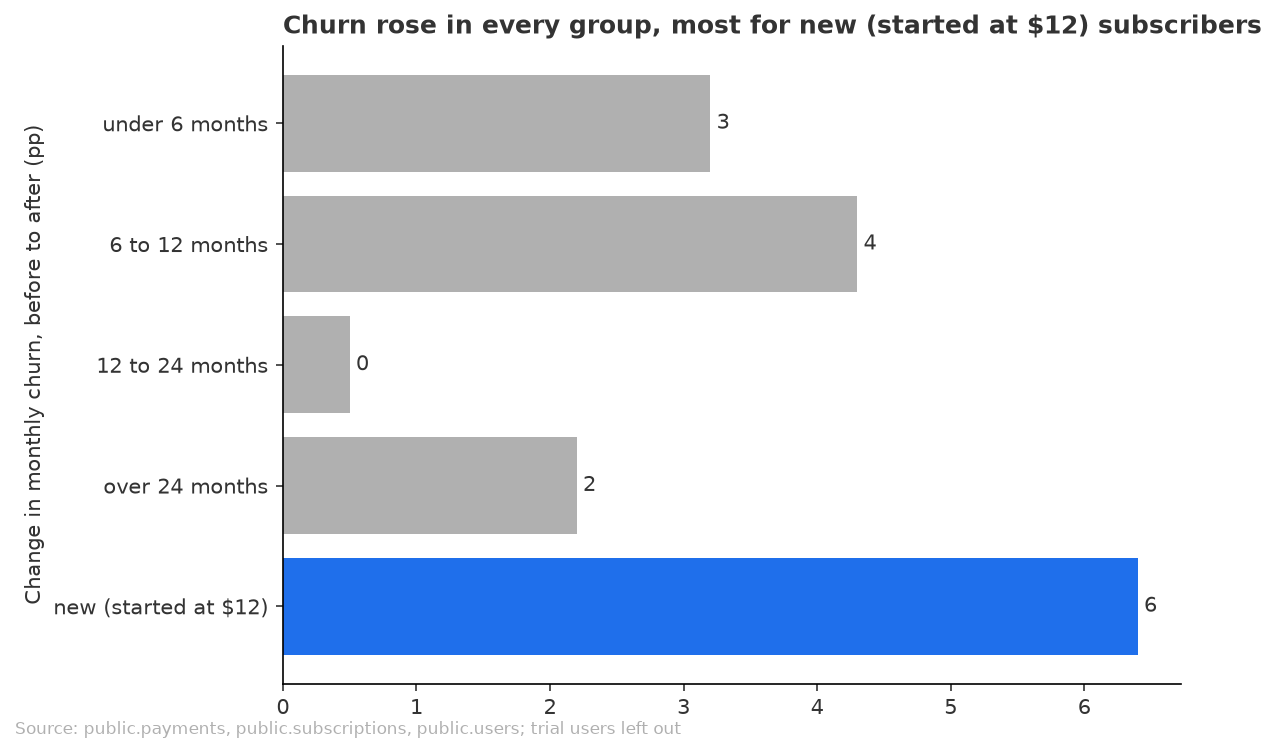 Churn rose in every group, most for new (started at $12) subscribers
Change in monthly churn, before to after (pp)
under 6 months
3
6 to 12 months
4
12 to 24 months
0
over 24 months
2
new (started at $12)
6
0 1 2 3 4 5 6
Source: public.payments, public.subscriptions, public.users; trial users left out